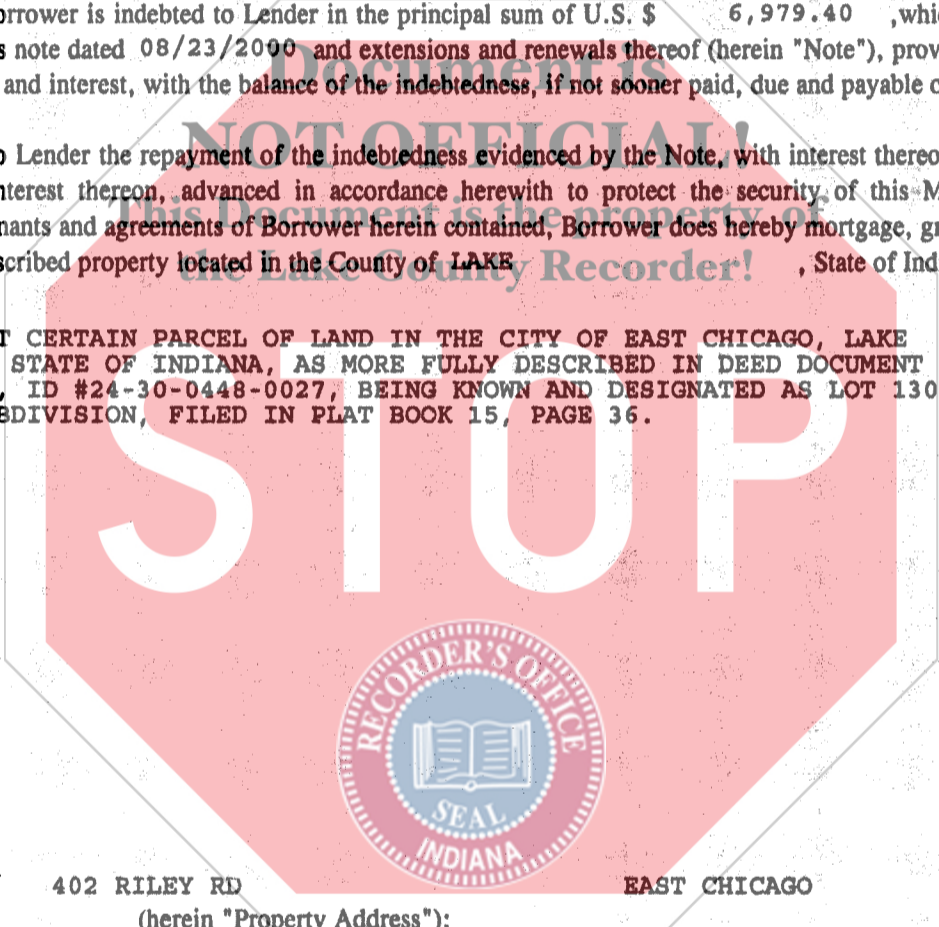 orrower is indebted to Lender in the principal sum of U.S. $ 6,979.40 ,whi
s note dated 08/23/2000 and extensions and renewals thereof (herein "Note"), prov
and interest, with the balance of the indebtedness, if not sooner paid, due and payable o
Document is
NOT OFFICIAL!
o Lender the repayment of the indebtedness evidenced by the Note, with interest thereo
nterest thereon, advanced in accordance herewith to protect the security of this M
This Document is the property of
nants and agreements of Borrower herein contained, Borrower does hereby mortgage, gr
the Lake County Recorder!
scribed property located in the County of LAKE , State of Ind
T CERTAIN PARCEL OF LAND IN THE CITY OF EAST CHICAGO, LAKE
STATE OF INDIANA, AS MORE FULLY DESCRIBED IN DEED DOCUMENT
, ID #24-30-0448-0027, BEING KNOWN AND DESIGNATED AS LOT 130
BDIVISION, FILED IN PLAT BOOK 15, PAGE 36.
STOP
RECORDER'S OFFICE
SEAL
INDIANA
402 RILEY RD EAST CHICAGO
(herein "Property Address");